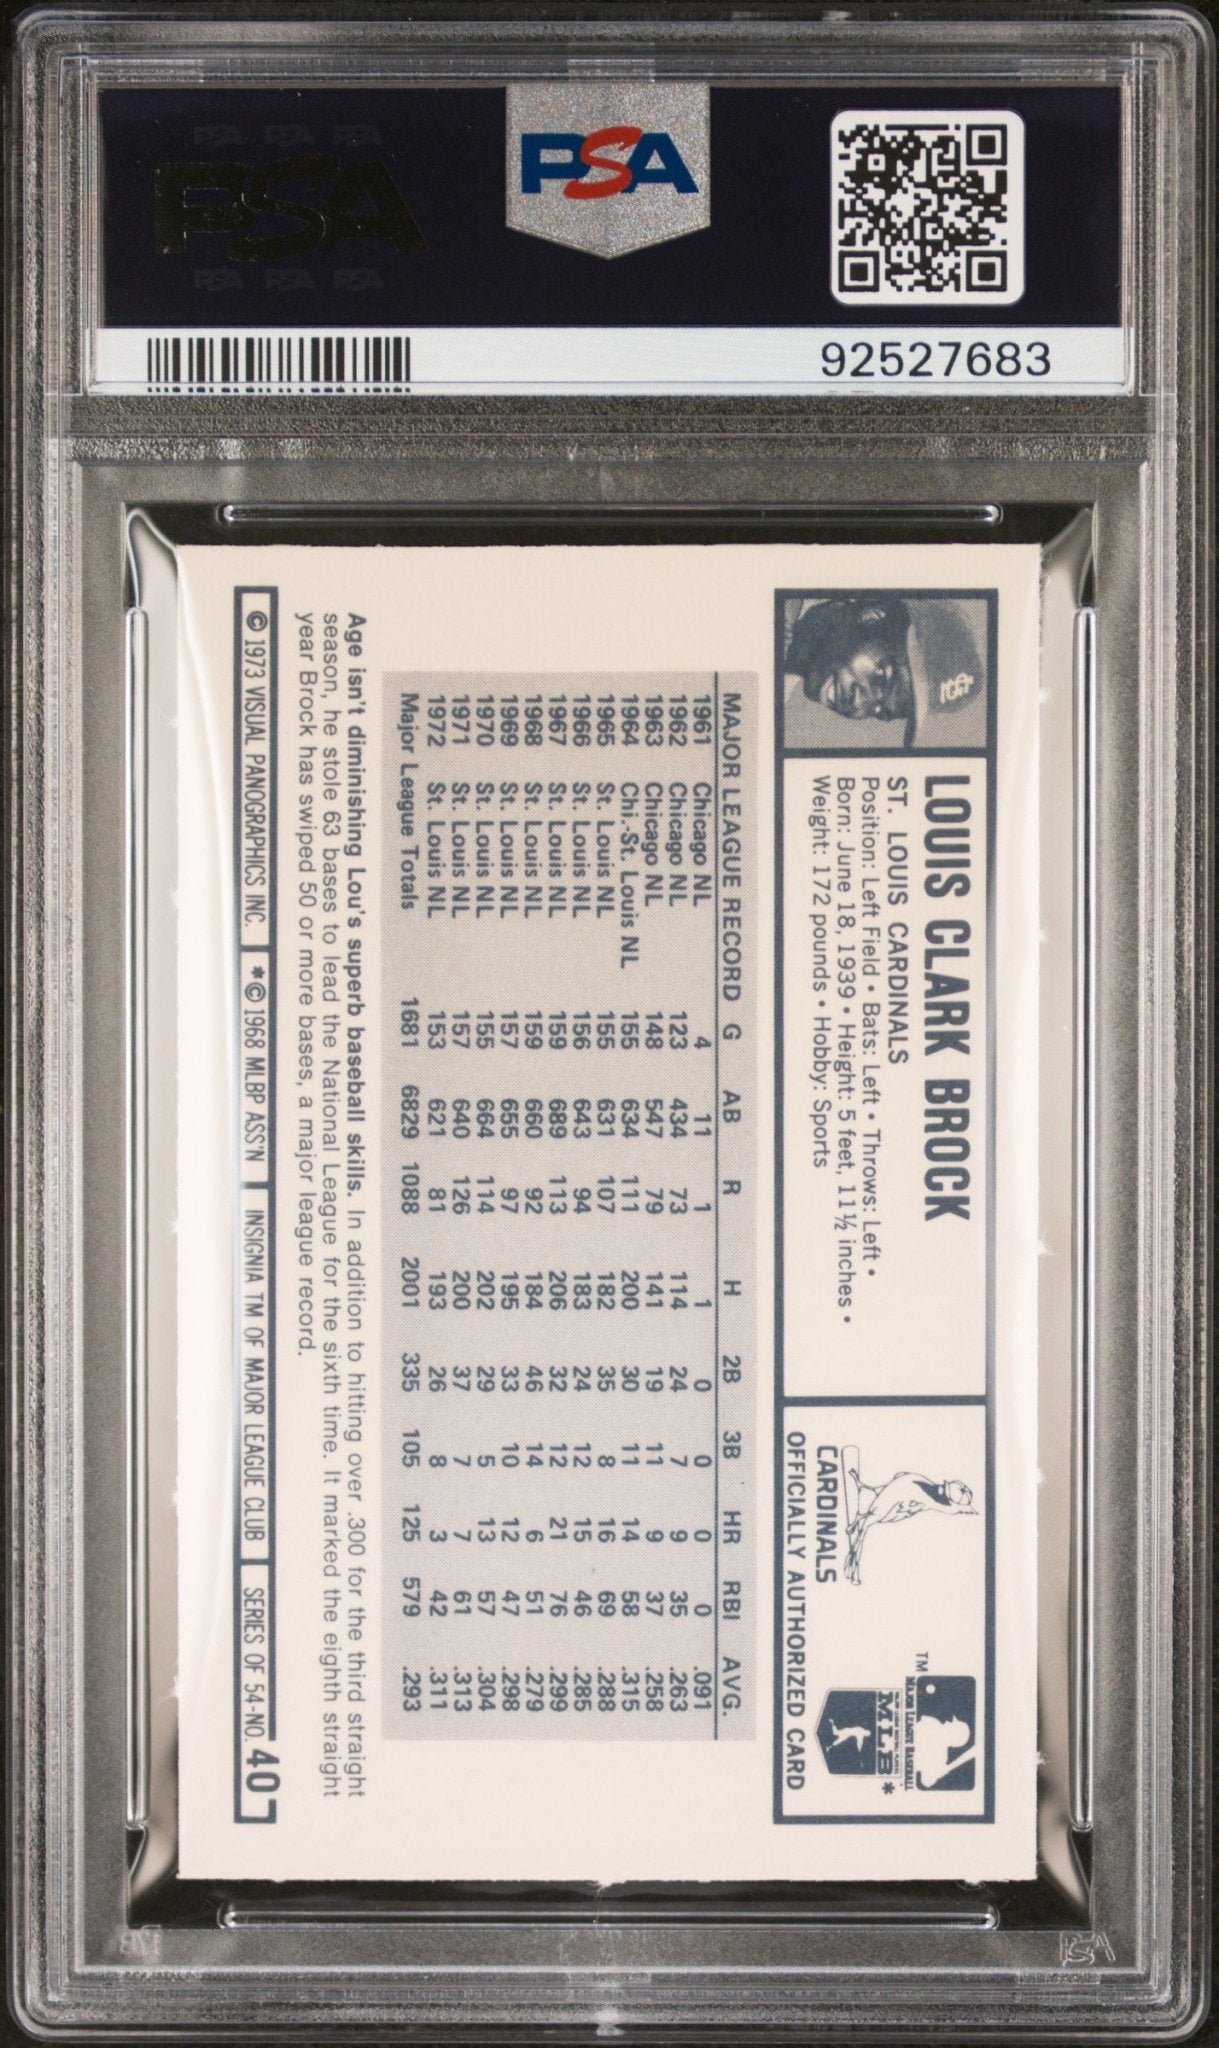 PSA PSA PSA
PSA
PSA PSA PSA
PSA
92527683
LOUIS CLARK BROCK
ST. LOUIS CARDINALS
Position: Left Field • Bats: Left • Throws: Left •
Born: June 18, 1939 • Height: 5 feet, 11½ inches •
Weight: 172 pounds • Hobby: Sports
CARDINALS
OFFICIALLY AUTHORIZED CARD
TM
MAJOR LEAGUE BASEBALL
MLB*
MAJOR LEAGUE RECORD G AB R H 2B 3B HR RBI AVG.
1961 Chicago NL 4 11 1 1 0 0 0 0 .091
1962 Chicago NL 123 434 73 114 24 7 9 35 .263
1963 Chicago NL 148 547 79 141 19 11 9 37 .258
1964 Chi.-St. Louis NL 155 634 111 200 30 11 14 58 .315
1965 St. Louis NL 155 631 107 182 35 8 16 69 .288
1966 St. Louis NL 156 643 94 183 24 12 15 46 .285
1967 St. Louis NL 159 689 113 206 32 12 21 76 .299
1968 St. Louis NL 159 660 92 184 46 14 6 51 .279
1969 St. Louis NL 157 655 97 195 33 10 12 47 .298
1970 St. Louis NL 155 664 114 202 29 5 13 57 .304
1971 St. Louis NL 157 640 126 200 37 7 7 61 .313
1972 St. Louis NL 153 621 81 193 26 8 3 42 .311
Major League Totals 1681 6829 1088 2001 335 105 125 579 .293
Age isn't diminishing Lou's superb baseball skills. In addition to hitting over .300 for the third straight
season, he stole 63 bases to lead the National League for the sixth time. It marked the eighth straight
year Brock has swiped 50 or more bases, a major league record.
© 1973 VISUAL PANOGRAPHICS INC. *© 1968 MLBP ASS'N INSIGNIA TM OF MAJOR LEAGUE CLUB SERIES OF 54-NO. 40
PSA